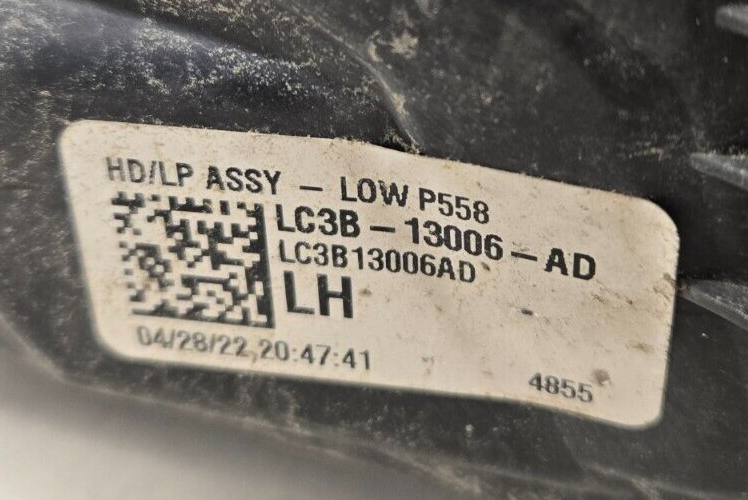 HD/LP ASSY - LOW P558
LC3B-13006-AD
LC3B13006AD
LH
04/28/22,20:47:41
4855